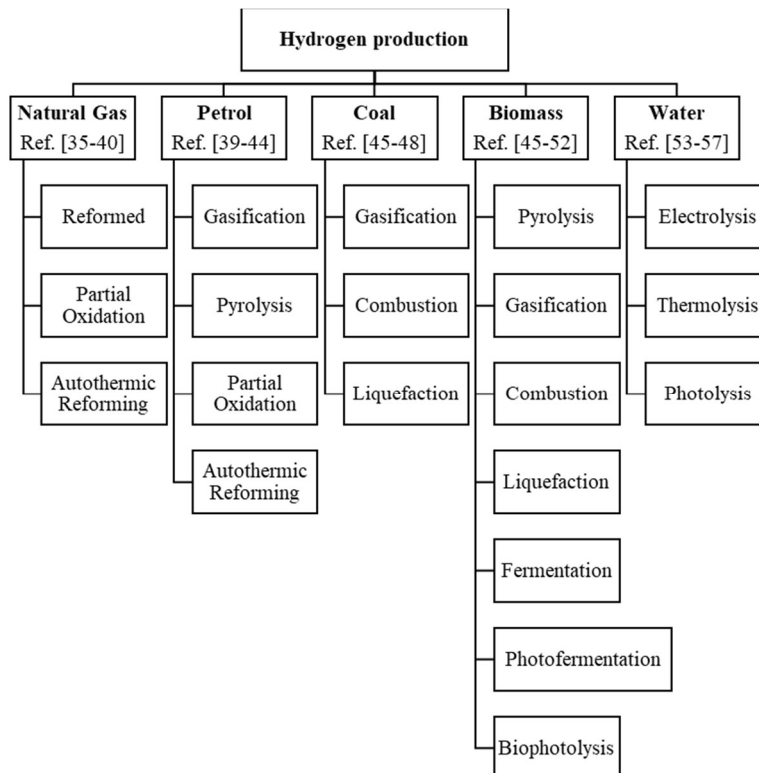 Hydrogen production
Natural Gas
Ref. [35-40]
Reformed
Partial
Oxidation
Autothermic
Reforming
Petrol
Ref. [39-44]
Gasification
Pyrolysis
Partial
Oxidation
Autothermic
Reforming
Coal
Ref. [45-48]
Gasification
Combustion
Liquefaction
Biomass
Ref. [45-52]
Pyrolysis
Gasification
Combustion
Liquefaction
Fermentation
Photofermentation
Biophotolysis
Water
Ref. [53-57]
Electrolysis
Thermolysis
Photolysis